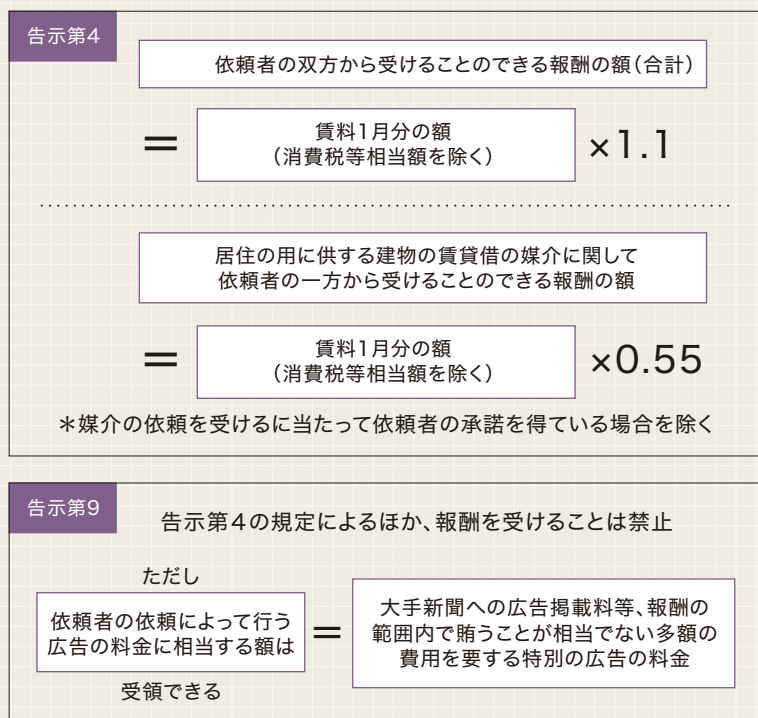 告示第4
依頼者の双方から受けることのできる報酬の額（合計）
＝
賃料1月分の額
（消費税等相当額を除く）
×1.1
居住の用に供する建物の賃貸借の媒介に関して
依頼者の一方から受けることのできる報酬の額
＝
賃料1月分の額
（消費税等相当額を除く）
×0.55
＊媒介の依頼を受けるに当たって依頼者の承諾を得ている場合を除く
告示第9
告示第4の規定によるほか、報酬を受けることは禁止
ただし
依頼者の依頼によって行う
広告の料金に相当する額は
受領できる
＝
大手新聞への広告掲載料等、報酬の
範囲内で賄うことが相当でない多額の
費用を要する特別の広告の料金